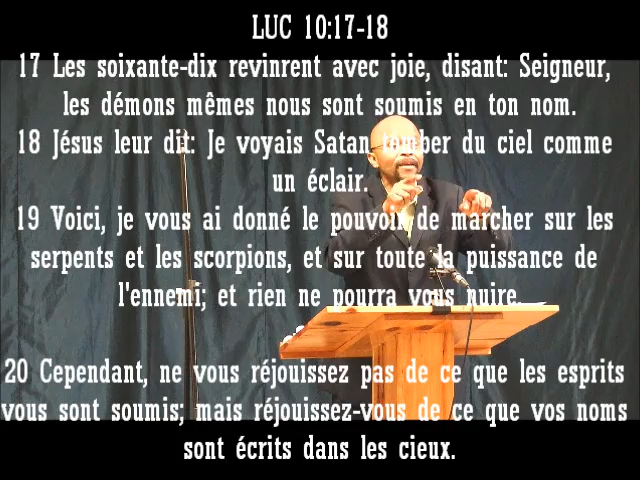 LUC 10:17-18
17 Les soixante-dix revinrent avec joie, disant: Seigneur,
les démons mêmes nous sont soumis en ton nom.
18 Jésus leur dit: Je voyais Satan tomber du ciel comme
un éclair.
19 Voici, je vous ai donné le pouvoir de marcher sur les
serpents et les scorpions, et sur toute la puissance de
l'ennemi; et rien ne pourra vous nuire.
20 Cependant, ne vous réjouissez pas de ce que les esprits
vous sont soumis; mais réjouissez-vous de ce que vos noms
sont écrits dans les cieux.